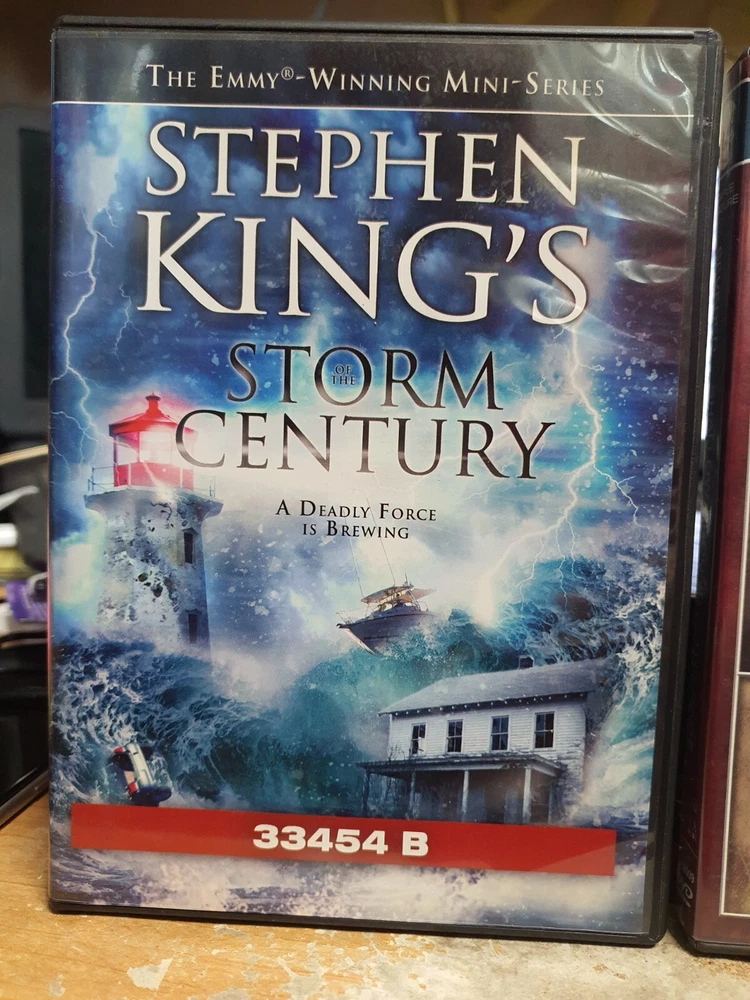 THE EMMY®-WINNING MINI-SERIES
STEPHEN
KING'S
STORM
OF
THE
CENTURY
A DEADLY FORCE
IS BREWING
33454 B